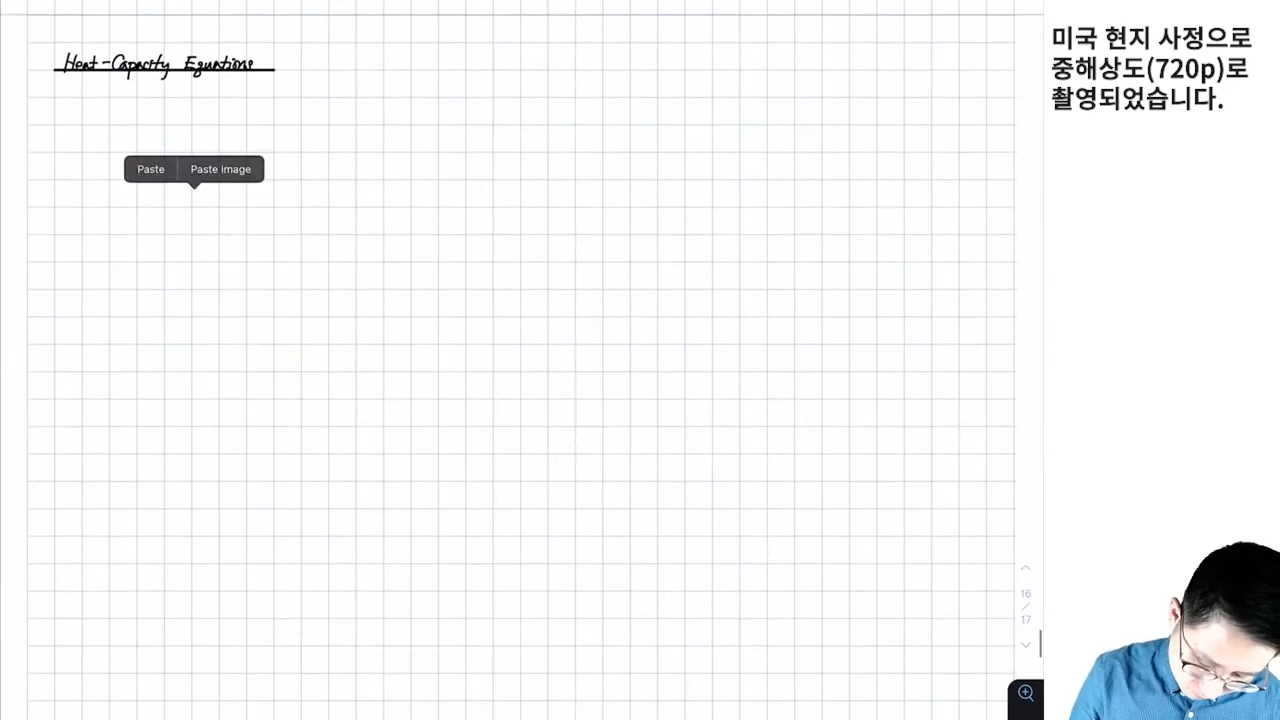 Heat-Capacity Equations
미국 현지 사정으로
중해상도(720p)로
촬영되었습니다.
Paste Paste Image
16
/
17